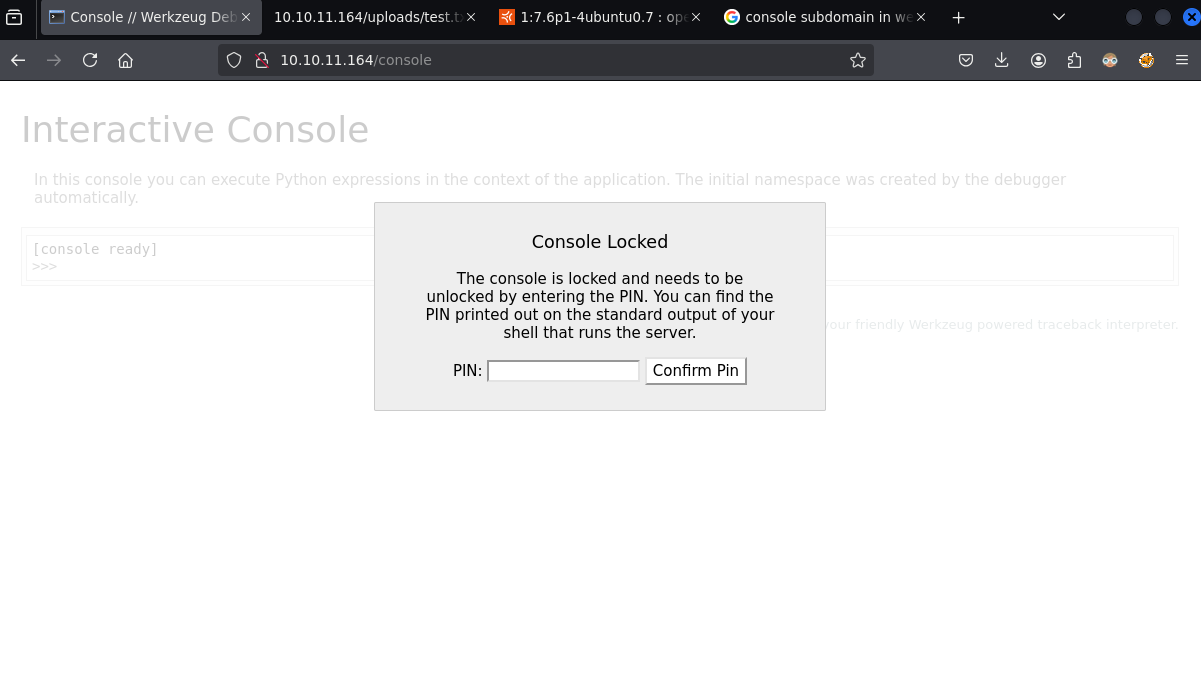 Console // Werkzeug Deb
10.10.11.164/uploads/test.t
1:7.6p1-4ubuntu0.7 : ope
console subdomain in we
10.10.11.164/console
Interactive Console
In this console you can execute Python expressions in the context of the application. The initial namespace was created by the debugger
automatically.
[console ready]
>>>
Console Locked
The console is locked and needs to be
unlocked by entering the PIN. You can find the
PIN printed out on the standard output of your
shell that runs the server.
PIN:
Confirm Pin
your friendly Werkzeug powered traceback interpreter.